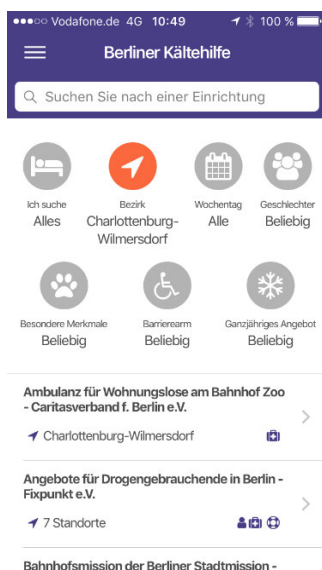 Vodafone.de 4G 10:49 100 %
Berliner Kältehilfe
Suchen Sie nach einer Einrichtung
Ich suche Bezirk Wochentag Geschlechter
Alles Charlottenburg- Alle Beliebig
Wilmersdorf
Besondere Merkmale Barrierearm Ganzjähriges Angebot
Beliebig Beliebig Beliebig
Ambulanz für Wohnungslose am Bahnhof Zoo
- Caritasverband f. Berlin e.V.
Charlottenburg-Wilmersdorf
Angebote für Drogengebrauchende in Berlin -
Fixpunkt e.V.
7 Standorte
Bahnhofsmission der Berliner Stadtmission -